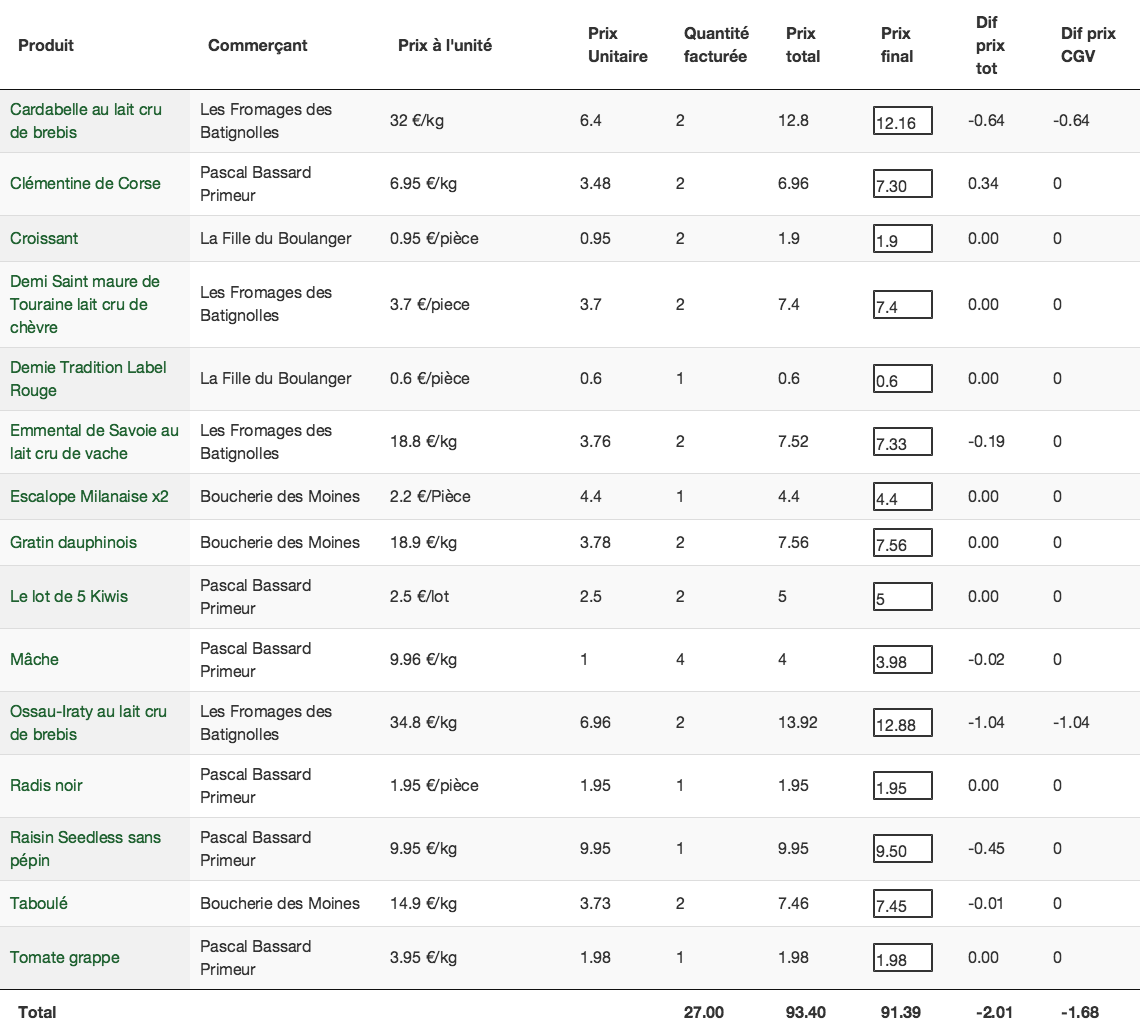 Produit Commerçant Prix à l'unité Prix Unitaire Quantité facturée Prix total Prix final Dif prix tot Dif prix CGV
Cardabelle au lait cru de brebis Les Fromages des Batignolles 32 €/kg 6.4 2 12.8 12.16 -0.64 -0.64
Clémentine de Corse Pascal Bassard Primeur 6.95 €/kg 3.48 2 6.96 7.30 0.34 0
Croissant La Fille du Boulanger 0.95 €/pièce 0.95 2 1.9 1.9 0.00 0
Demi Saint maure de Touraine lait cru de chèvre Les Fromages des Batignolles 3.7 €/piece 3.7 2 7.4 7.4 0.00 0
Demie Tradition Label Rouge La Fille du Boulanger 0.6 €/pièce 0.6 1 0.6 0.6 0.00 0
Emmental de Savoie au lait cru de vache Les Fromages des Batignolles 18.8 €/kg 3.76 2 7.52 7.33 -0.19 0
Escalope Milanaise x2 Boucherie des Moines 2.2 €/Pièce 4.4 1 4.4 4.4 0.00 0
Gratin dauphinois Boucherie des Moines 18.9 €/kg 3.78 2 7.56 7.56 0.00 0
Le lot de 5 Kiwis Pascal Bassard Primeur 2.5 €/lot 2.5 2 5 5 0.00 0
Mâche Pascal Bassard Primeur 9.96 €/kg 1 4 4 3.98 -0.02 0
Ossau-Iraty au lait cru de brebis Les Fromages des Batignolles 34.8 €/kg 6.96 2 13.92 12.88 -1.04 -1.04
Radis noir Pascal Bassard Primeur 1.95 €/pièce 1.95 1 1.95 1.95 0.00 0
Raisin Seedless sans pépin Pascal Bassard Primeur 9.95 €/kg 9.95 1 9.95 9.50 -0.45 0
Taboulé Boucherie des Moines 14.9 €/kg 3.73 2 7.46 7.45 -0.01 0
Tomate grappe Pascal Bassard Primeur 3.95 €/kg 1.98 1 1.98 1.98 0.00 0
Total 27.00 93.40 91.39 -2.01 -1.68